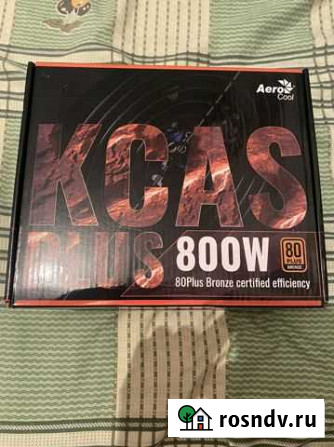 Aero
Cool
KCAS
PLUS 800W
80
PLUS
BRONZE
80Plus Bronze certified efficiency
rosndv.ru